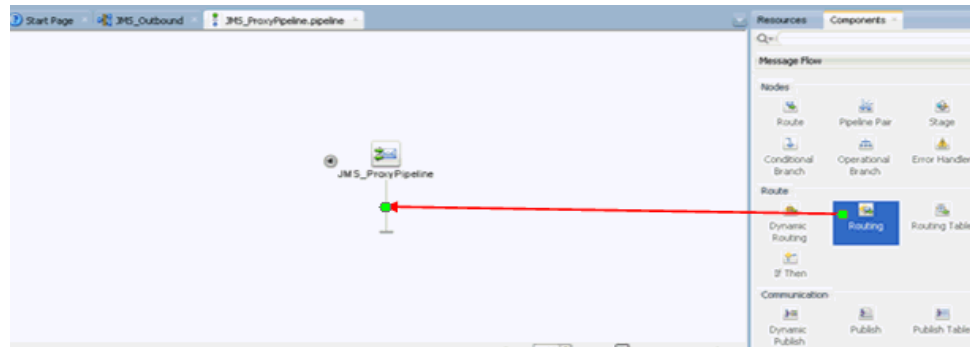 Start Page JMS_Outbound JMS_ProxyPipeline.pipeline
Resources Components
Message Flow
Nodes
Route Pipeline Pair Stage
Conditional Branch Operational Branch Error Handler
JMS_ProxyPipeline
Route
Dynamic Routing Routing Routing Table
If Then
Communication
Dynamic Publish Publish Publish Table